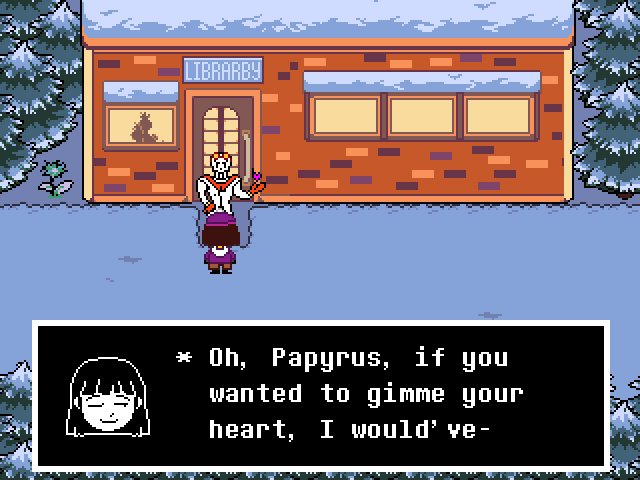 LIBRARBY
* Oh, Papyrus, if you
wanted to gimme your
heart, I would've-